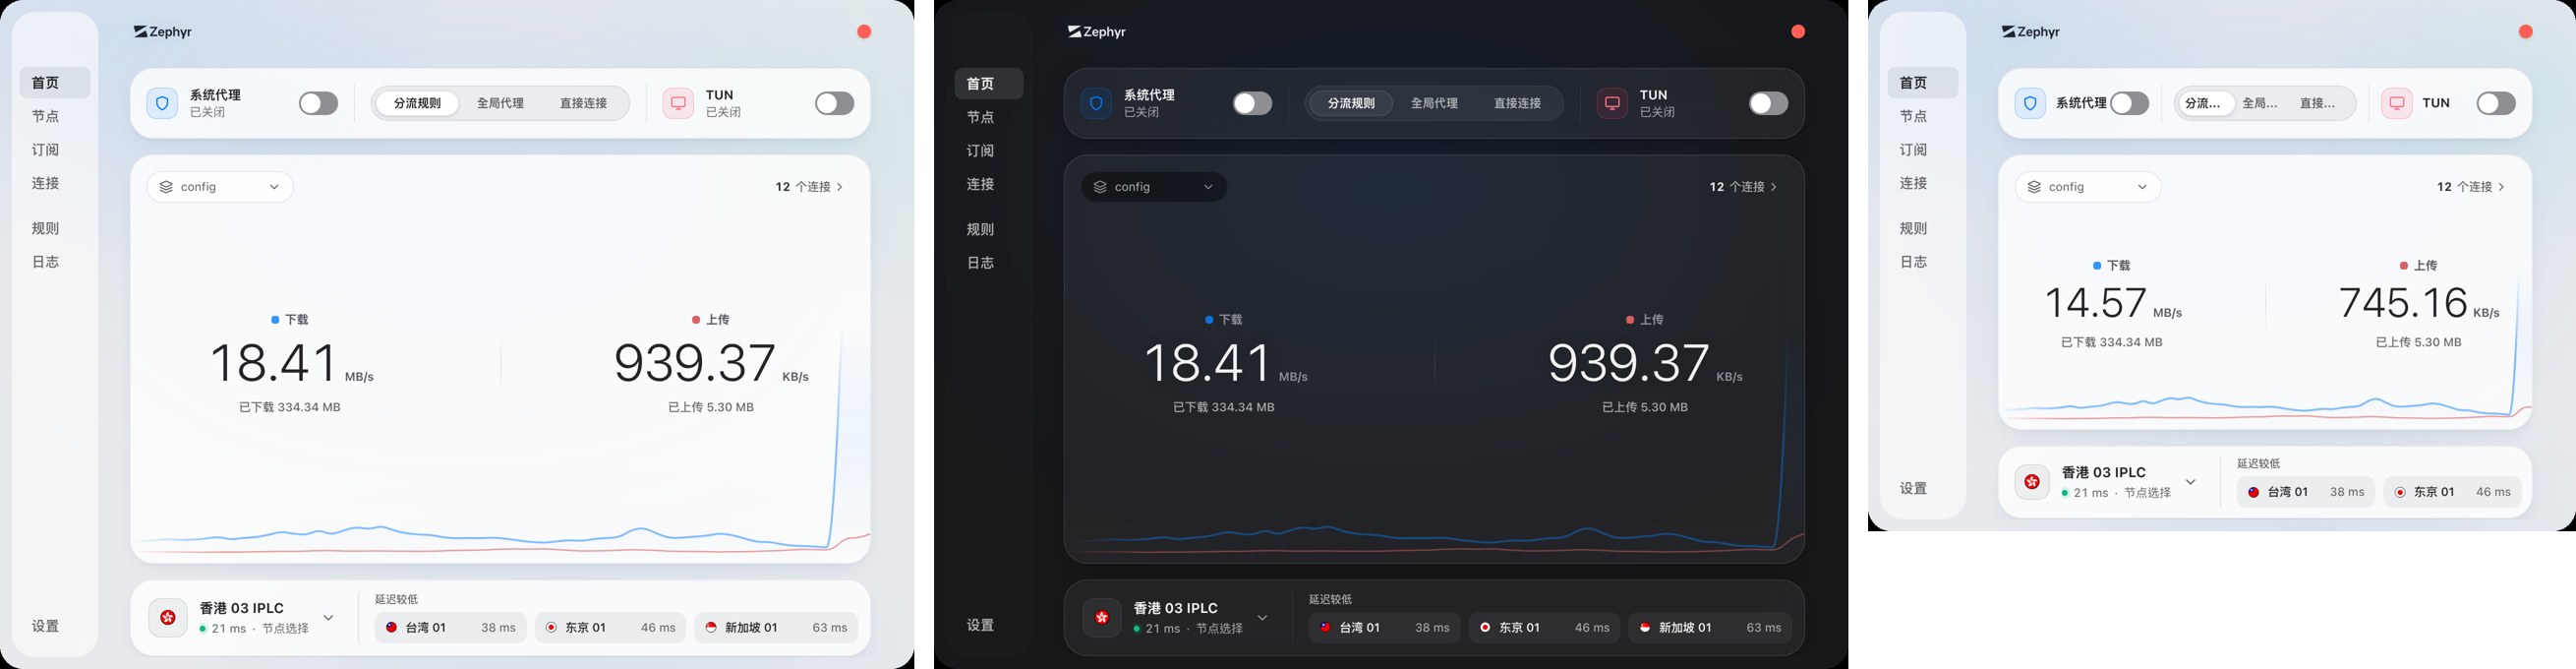 Zephyr
首页
节点
订阅
连接
规则
日志
设置
系统代理
已关闭
分流规则 全局代理 直接连接
TUN
已关闭
config
12 个连接
下载
18.41 MB/s
已下载 334.34 MB
上传
939.37 KB/s
已上传 5.30 MB
香港 03 IPLC
21 ms · 节点选择
延迟较低
台湾 01 38 ms
东京 01 46 ms
新加坡 01 63 ms
Zephyr
首页
节点
订阅
连接
规则
日志
设置
系统代理
已关闭
分流规则 全局代理 直接连接
TUN
已关闭
config
12 个连接
下载
18.41 MB/s
已下载 334.34 MB
上传
939.37 KB/s
已上传 5.30 MB
香港 03 IPLC
21 ms · 节点选择
延迟较低
台湾 01 38 ms
东京 01 46 ms
新加坡 01 63 ms
Zephyr
首页
节点
订阅
连接
规则
日志
设置
系统代理
分流... 全局... 直接...
TUN
config
12 个连接
下载
14.57 MB/s
已下载 334.34 MB
上传
745.16 KB/s
已上传 5.30 MB
香港 03 IPLC
21 ms · 节点选择
延迟较低
台湾 01 38 ms
东京 01 46 ms